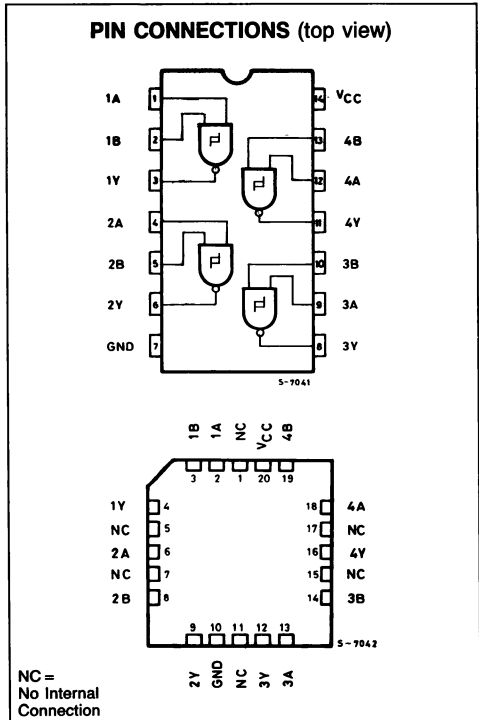 PIN CONNECTIONS (top view)
1A 1 14 VCC
1B 2 13 4B
1Y 3 12 4A
2A 4 11 4Y
2B 5 10 3B
2Y 6 9 3A
GND 7 8 3Y
S-7041
1B 1A NC VCC 4B
3 2 1 20 19
1Y 4 18 4A
NC 5 17 NC
2A 6 16 4Y
NC 7 15 NC
2B 8 14 3B
9 10 11 12 13
S-7042
2Y GND NC 3Y 3A
NC =
No Internal
Connection